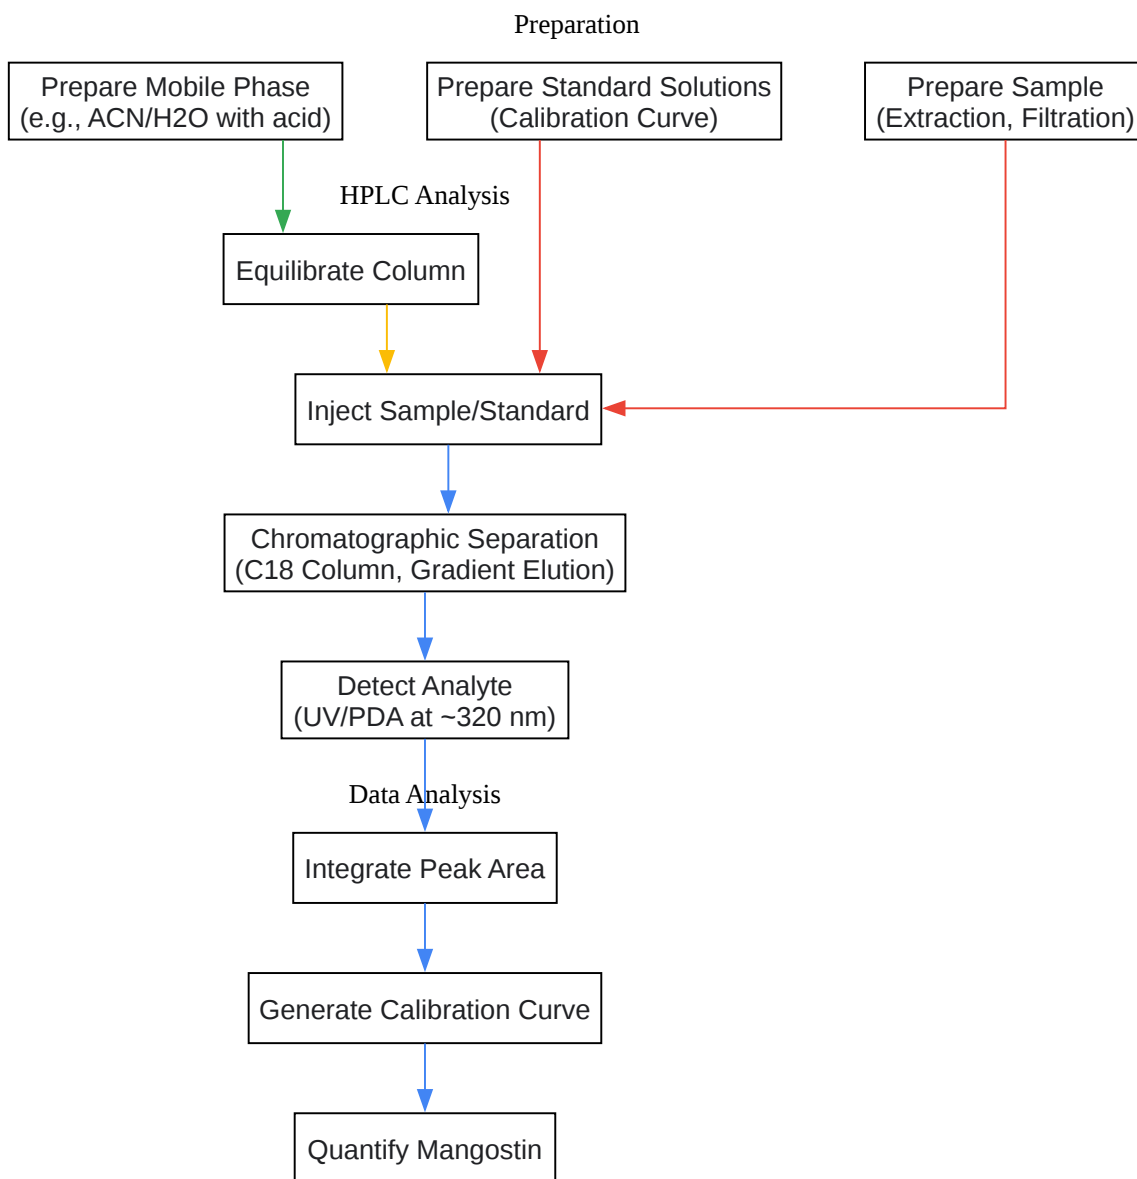 Preparation
Prepare Mobile Phase
(e.g., ACN/H2O with acid)
Prepare Standard Solutions
(Calibration Curve)
Prepare Sample
(Extraction, Filtration)
HPLC Analysis
Equilibrate Column
Inject Sample/Standard
Chromatographic Separation
(C18 Column, Gradient Elution)
Detect Analyte
(UV/PDA at ~320 nm)
Data Analysis
Integrate Peak Area
Generate Calibration Curve
Quantify Mangostin